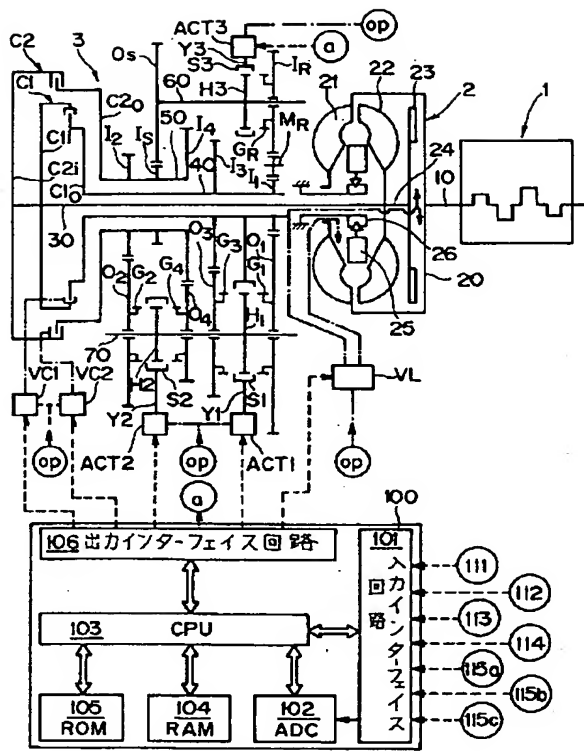 ACT3
op
C2
3
Os
Y3
S3
a
IR
21
22
23
2
C1
60
H3
1
C2o
MR
I2
IS
50
I4
GR
24
C1i
40
I3
I1
10
C2i
C1o
30
26
O3
O1
O2
G2
G4
G3
G1
20
O4
H1
25
70
VC1
VC2
H2
S2
S1
VL
Y2
Y1
op
ACT2
op
ACT1
op
a
100
106 出力インターフェイス回路
101
入力インターフェイス回路
111
112
103 CPU
113
114
115a
115b
105
ROM
104
RAM
102
ADC
115c